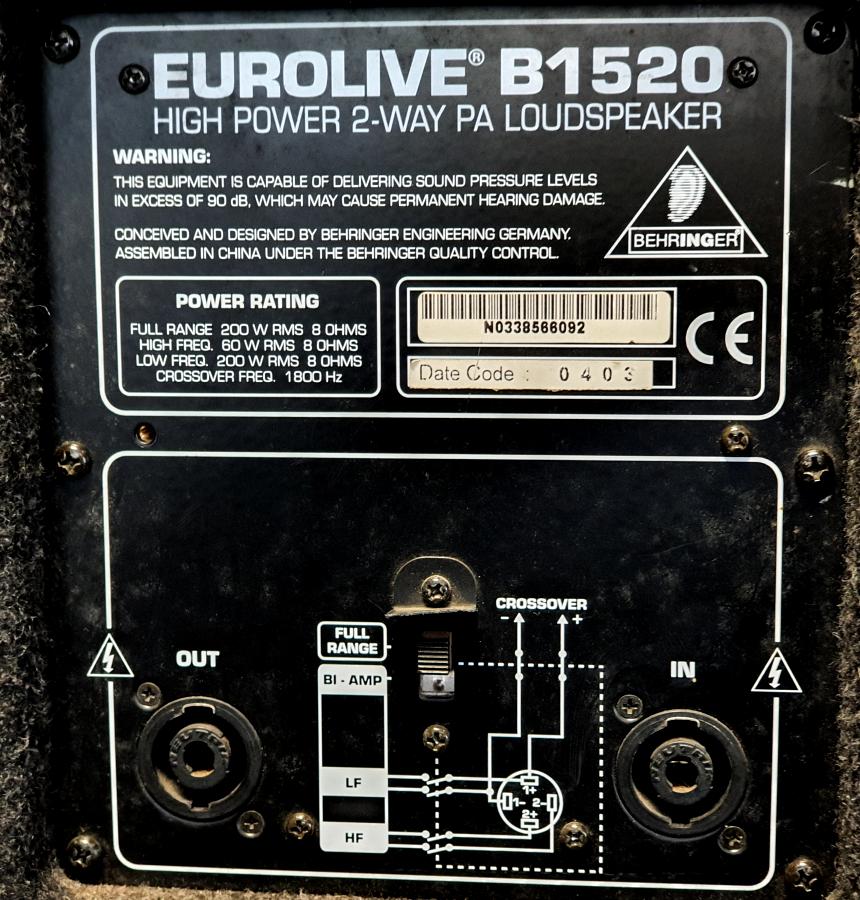 EUROLIVE® B1520
HIGH POWER 2-WAY PA LOUDSPEAKER
WARNING:
THIS EQUIPMENT IS CAPABLE OF DELIVERING SOUND PRESSURE LEVELS
IN EXCESS OF 90 dB, WHICH MAY CAUSE PERMANENT HEARING DAMAGE.
CONCEIVED AND DESIGNED BY BEHRINGER ENGINEERING GERMANY.
ASSEMBLED IN CHINA UNDER THE BEHRINGER QUALITY CONTROL.
BEHRINGER
POWER RATING
FULL RANGE 200 W RMS 8 OHMS
HIGH FREQ. 60 W RMS 8 OHMS
LOW FREQ. 200 W RMS 8 OHMS
CROSSOVER FREQ. 1800 Hz
N0338566092
Date Code : 0403
CE
CROSSOVER
- +
FULL
RANGE
BI - AMP
OUT
IN
NEUTRIK
NEUTRIK
LF
HF
1+
1- 2-
2+